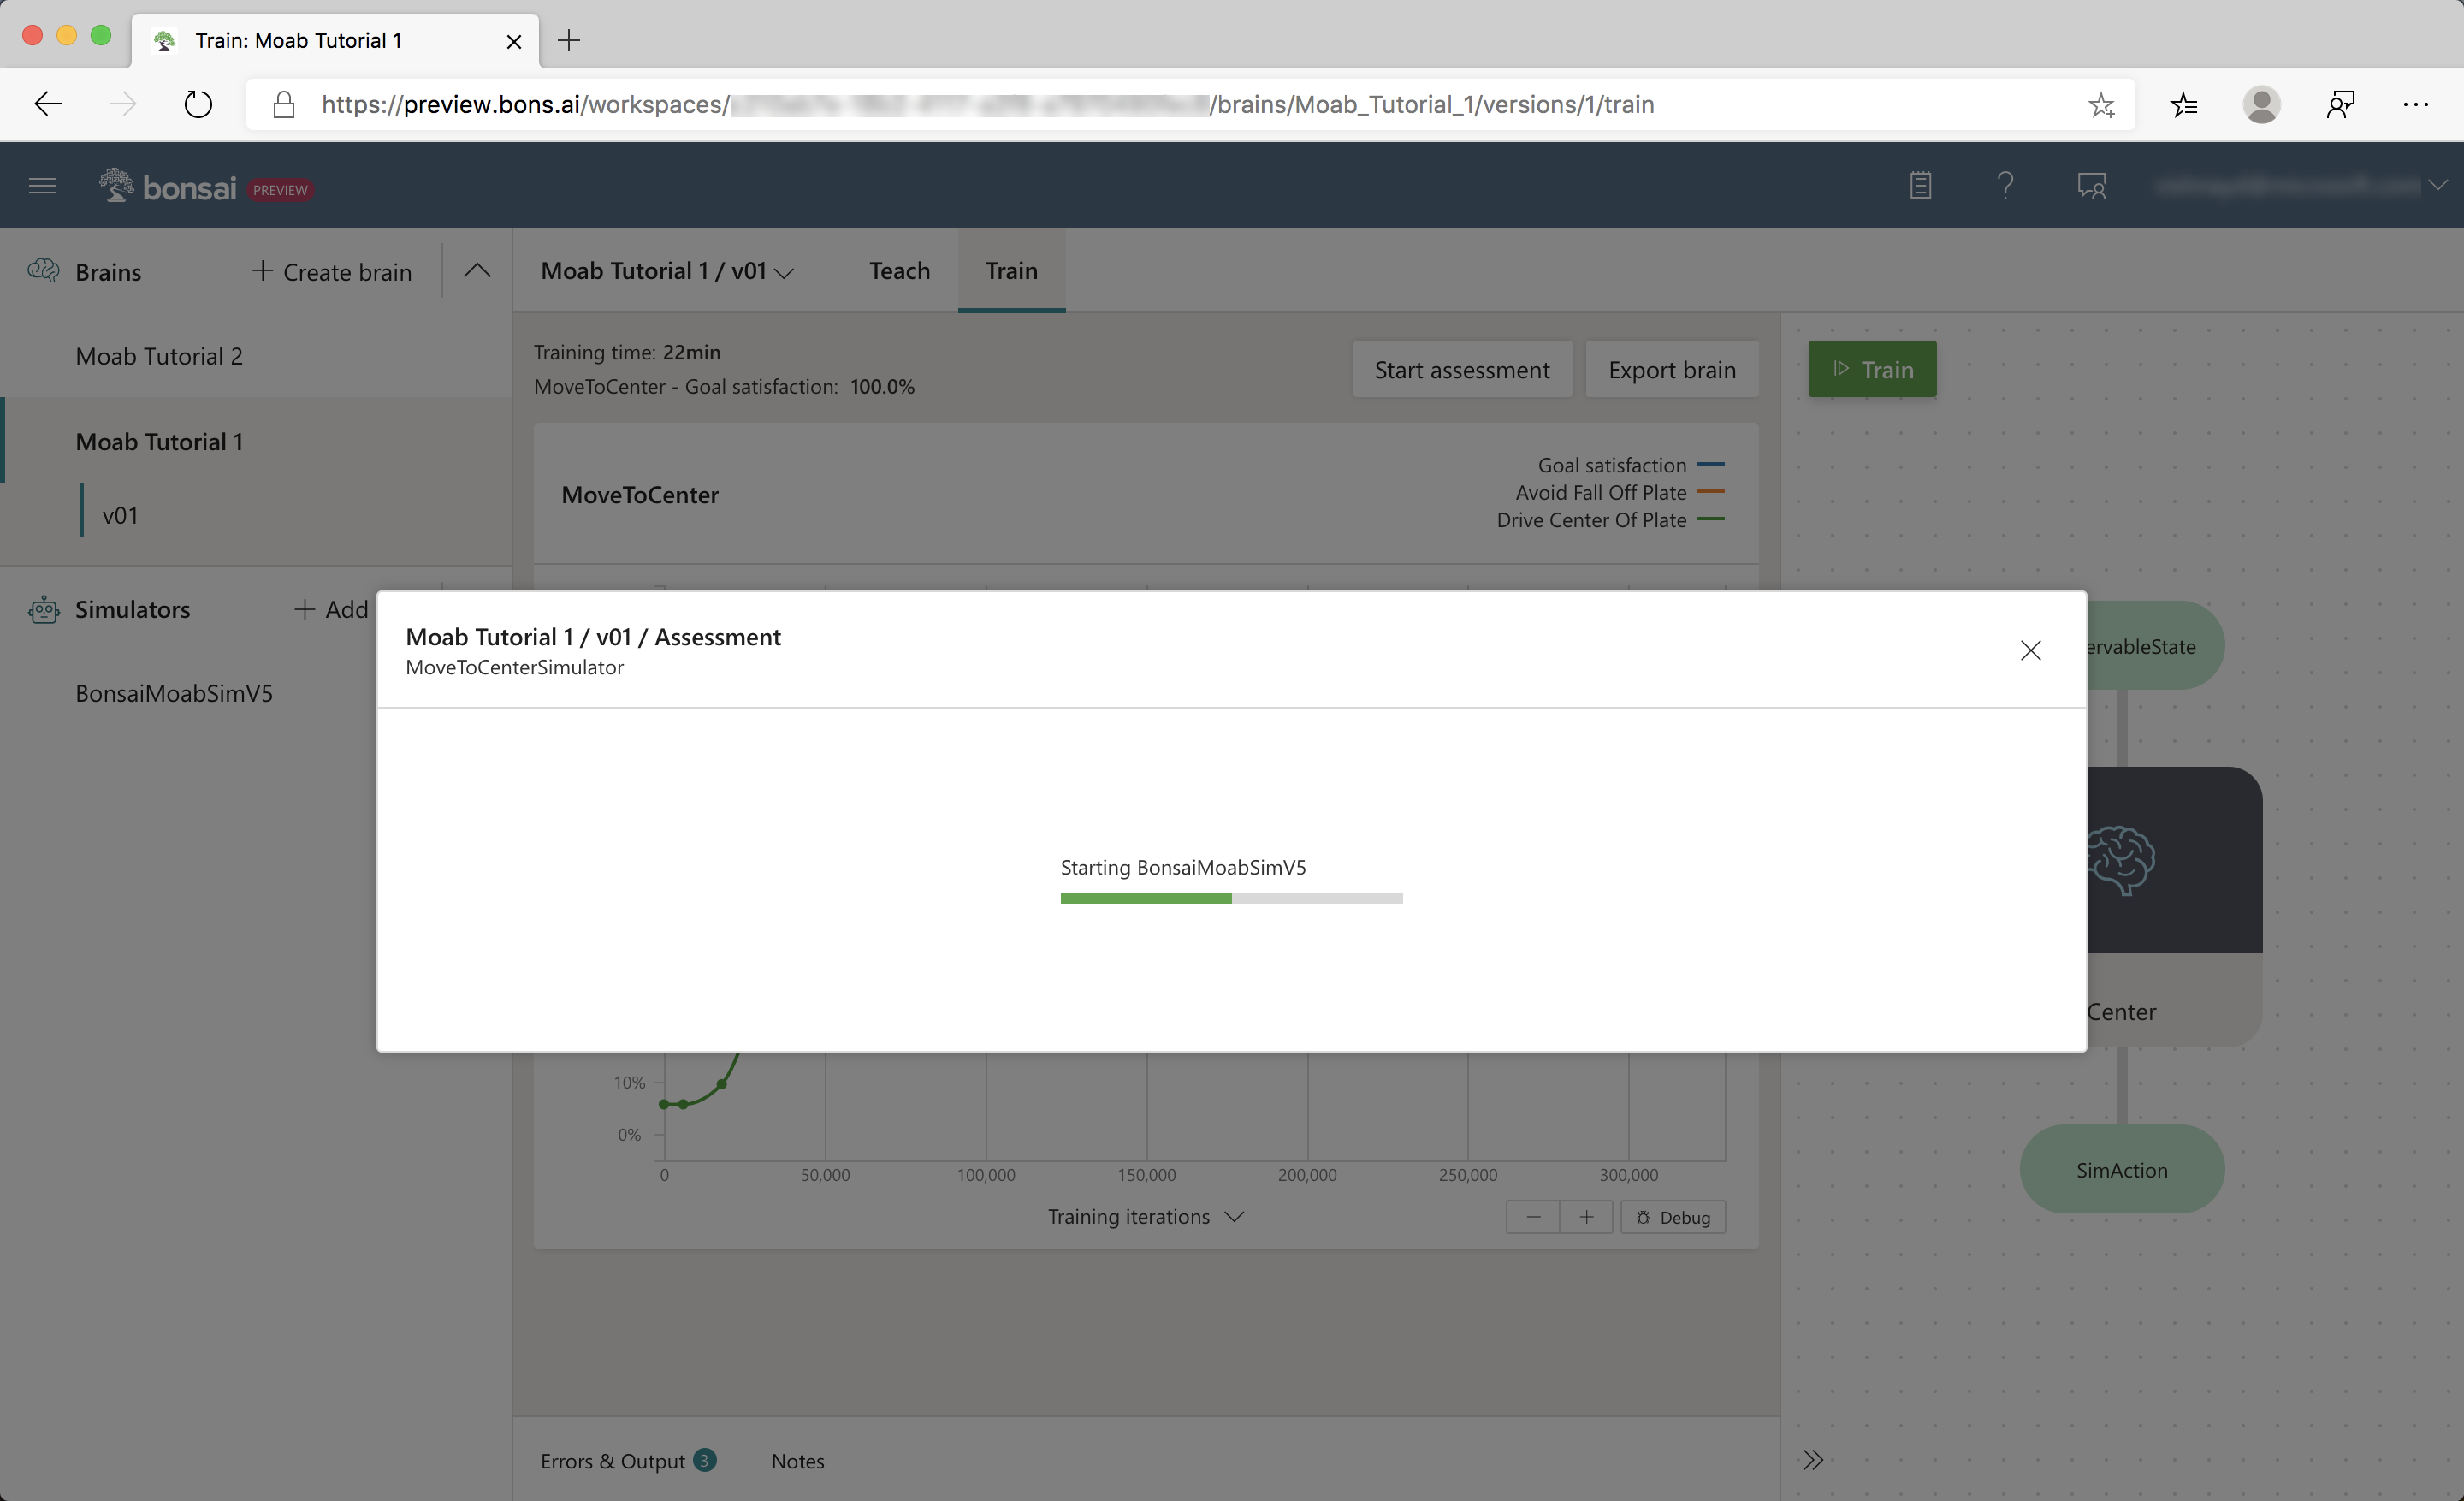 Train: Moab Tutorial 1
https://preview.bons.ai/workspaces/ /brains/Moab_Tutorial_1/versions/1/train
bonsai PREVIEW
Brains
Create brain
Moab Tutorial 1 / v01
Teach
Train
Moab Tutorial 2
Moab Tutorial 1
v01
Simulators
Add
BonsaiMoabSimV5
Training time: 22min
MoveToCenter - Goal satisfaction: 100.0%
Start assessment
Export brain
Train
MoveToCenter
Goal satisfaction
Avoid Fall Off Plate
Drive Center Of Plate
Moab Tutorial 1 / v01 / Assessment
MoveToCenterSimulator
Starting BonsaiMoabSimV5
ervableState
Center
SimAction
10%
0%
0 50,000 100,000 150,000 200,000 250,000 300,000
Training iterations
Debug
Errors & Output 3
Notes